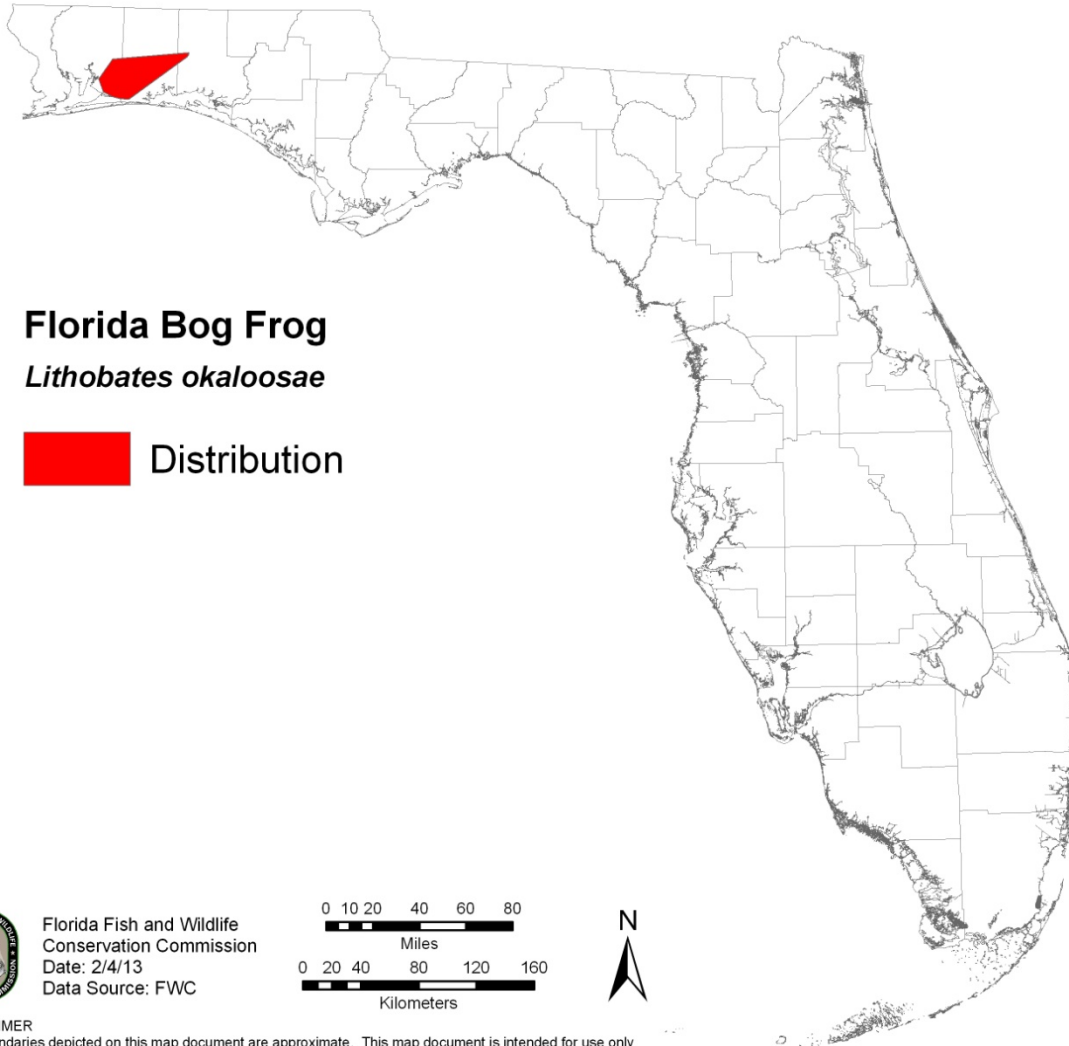 Florida Bog Frog
Lithobates okaloosae
Distribution
Florida Fish and Wildlife
Conservation Commission
Date: 2/4/13
Data Source: FWC
0 10 20 40 60 80
Miles
0 20 40 80 120 160
Kilometers
N
WILDLIFE
MER
ndaries depicted on this map document are approximate. This map document is intended for use only